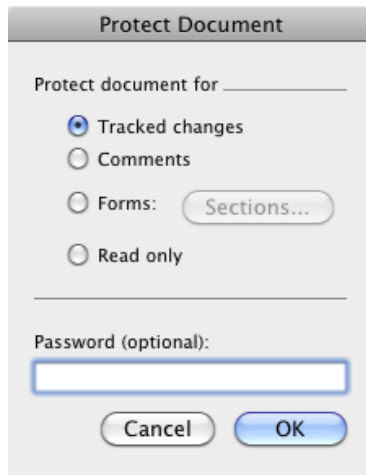 Protect Document
Protect document for
Tracked changes
Comments
Forms: Sections...
Read only
Password (optional):
Cancel OK